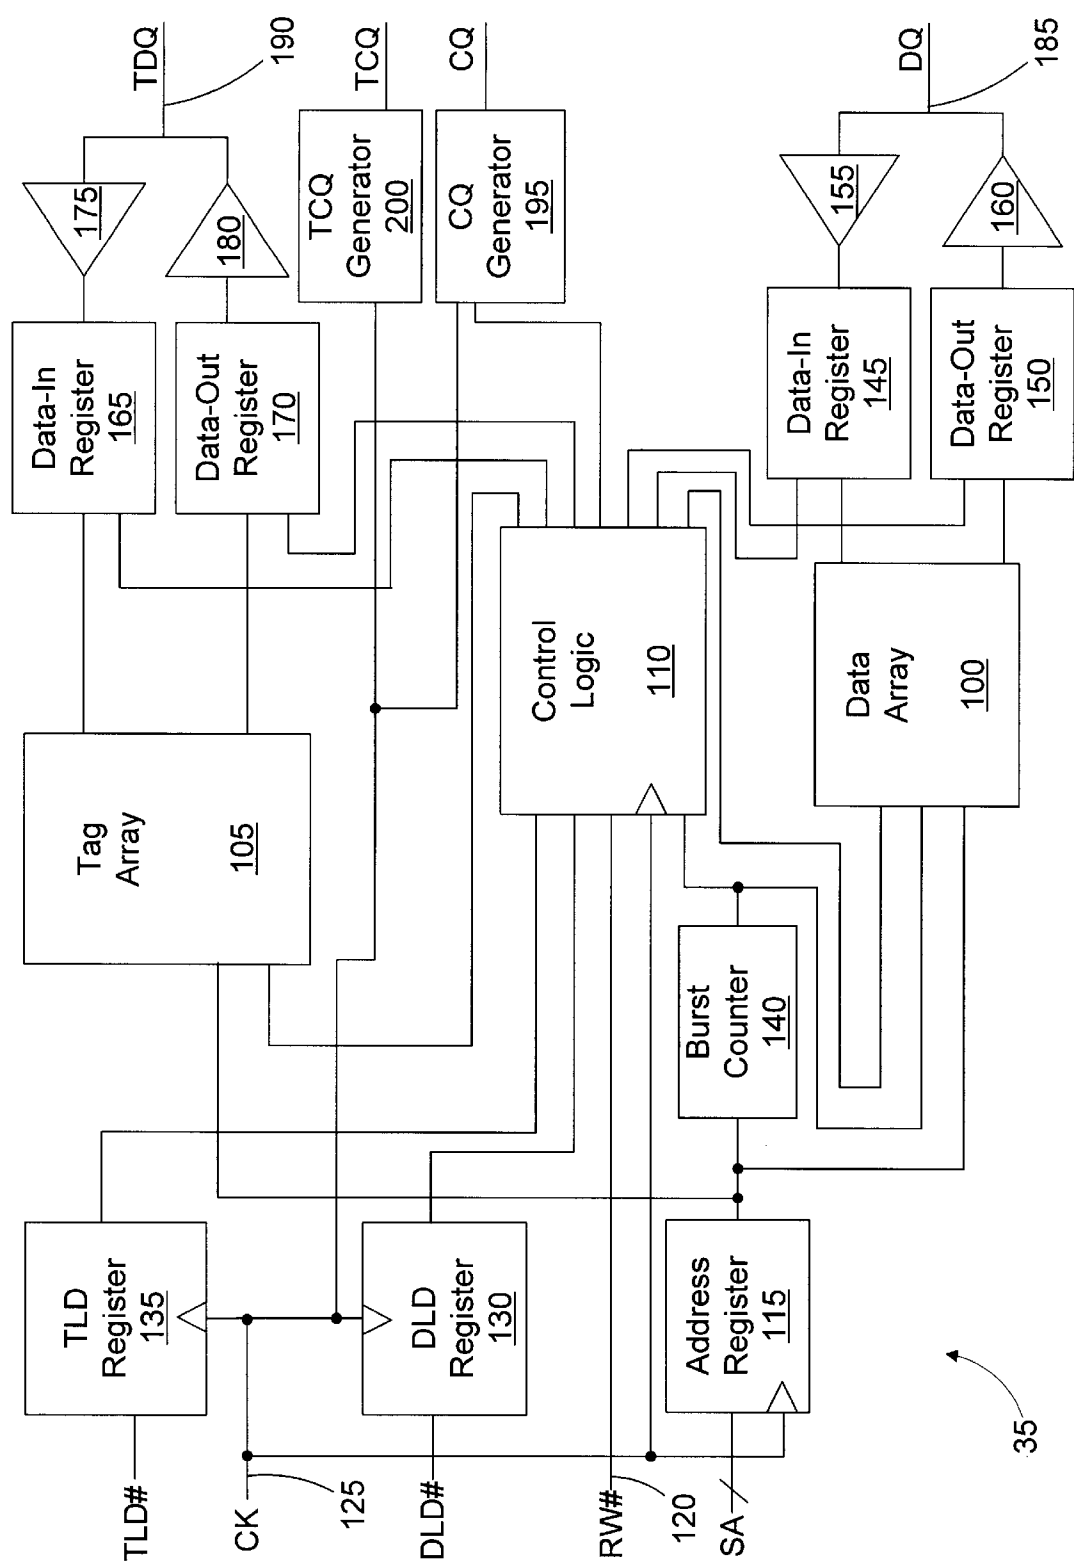 TLD#
CK
125
DLD#
RW#
120
SA
35
TLD
Register
135
DLD
Register
130
Address
Register
115
Burst
Counter
140
Tag
Array
105
Control
Logic
110
Data
Array
100
Data-In
Register
165
Data-Out
Register
170
175
180
TDQ
190
TCQ
Generator
200
TCQ
CQ
Generator
195
CQ
Data-In
Register
145
Data-Out
Register
150
155
160
DQ
185